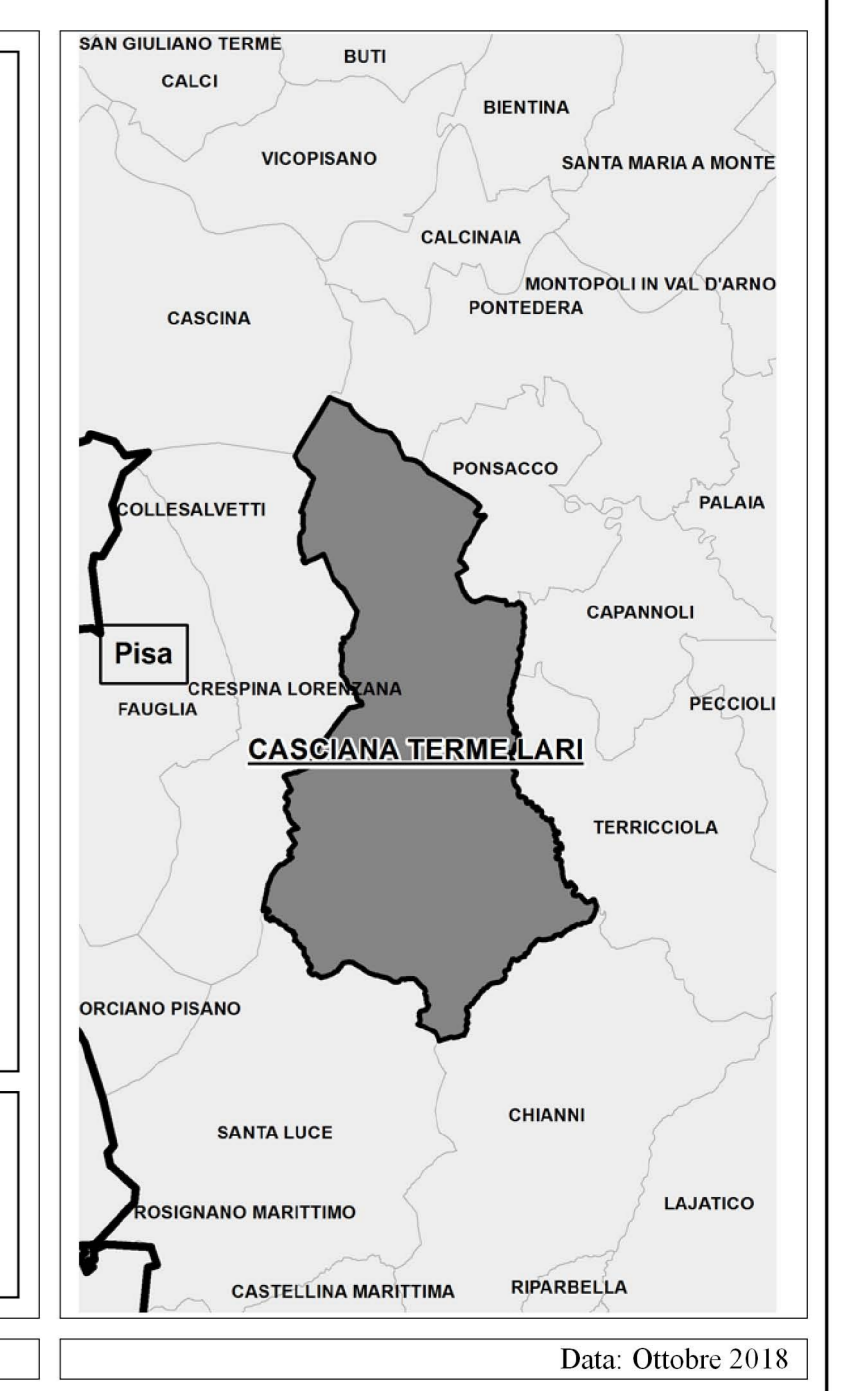 SAN GIULIANO TERME
BUTI
CALCI
BIENTINA
VICOPISANO
SANTA MARIA A MONTE
CALCINAIA
MONTOPOLI IN VAL D'ARNO
PONTEDERA
CASCINA
PONSACCO
PALAIA
COLLESALVETTI
CAPANNOLI
Pisa
CRESPINA LORENZANA
PECCIOLI
FAUGLIA
CASCIANA TERME LARI
TERRICCIOLA
ORCIANO PISANO
CHIANNI
SANTA LUCE
LAJATICO
ROSIGNANO MARITTIMO
RIPARBELLA
CASTELLINA MARITTIMA
Data: Ottobre 2018